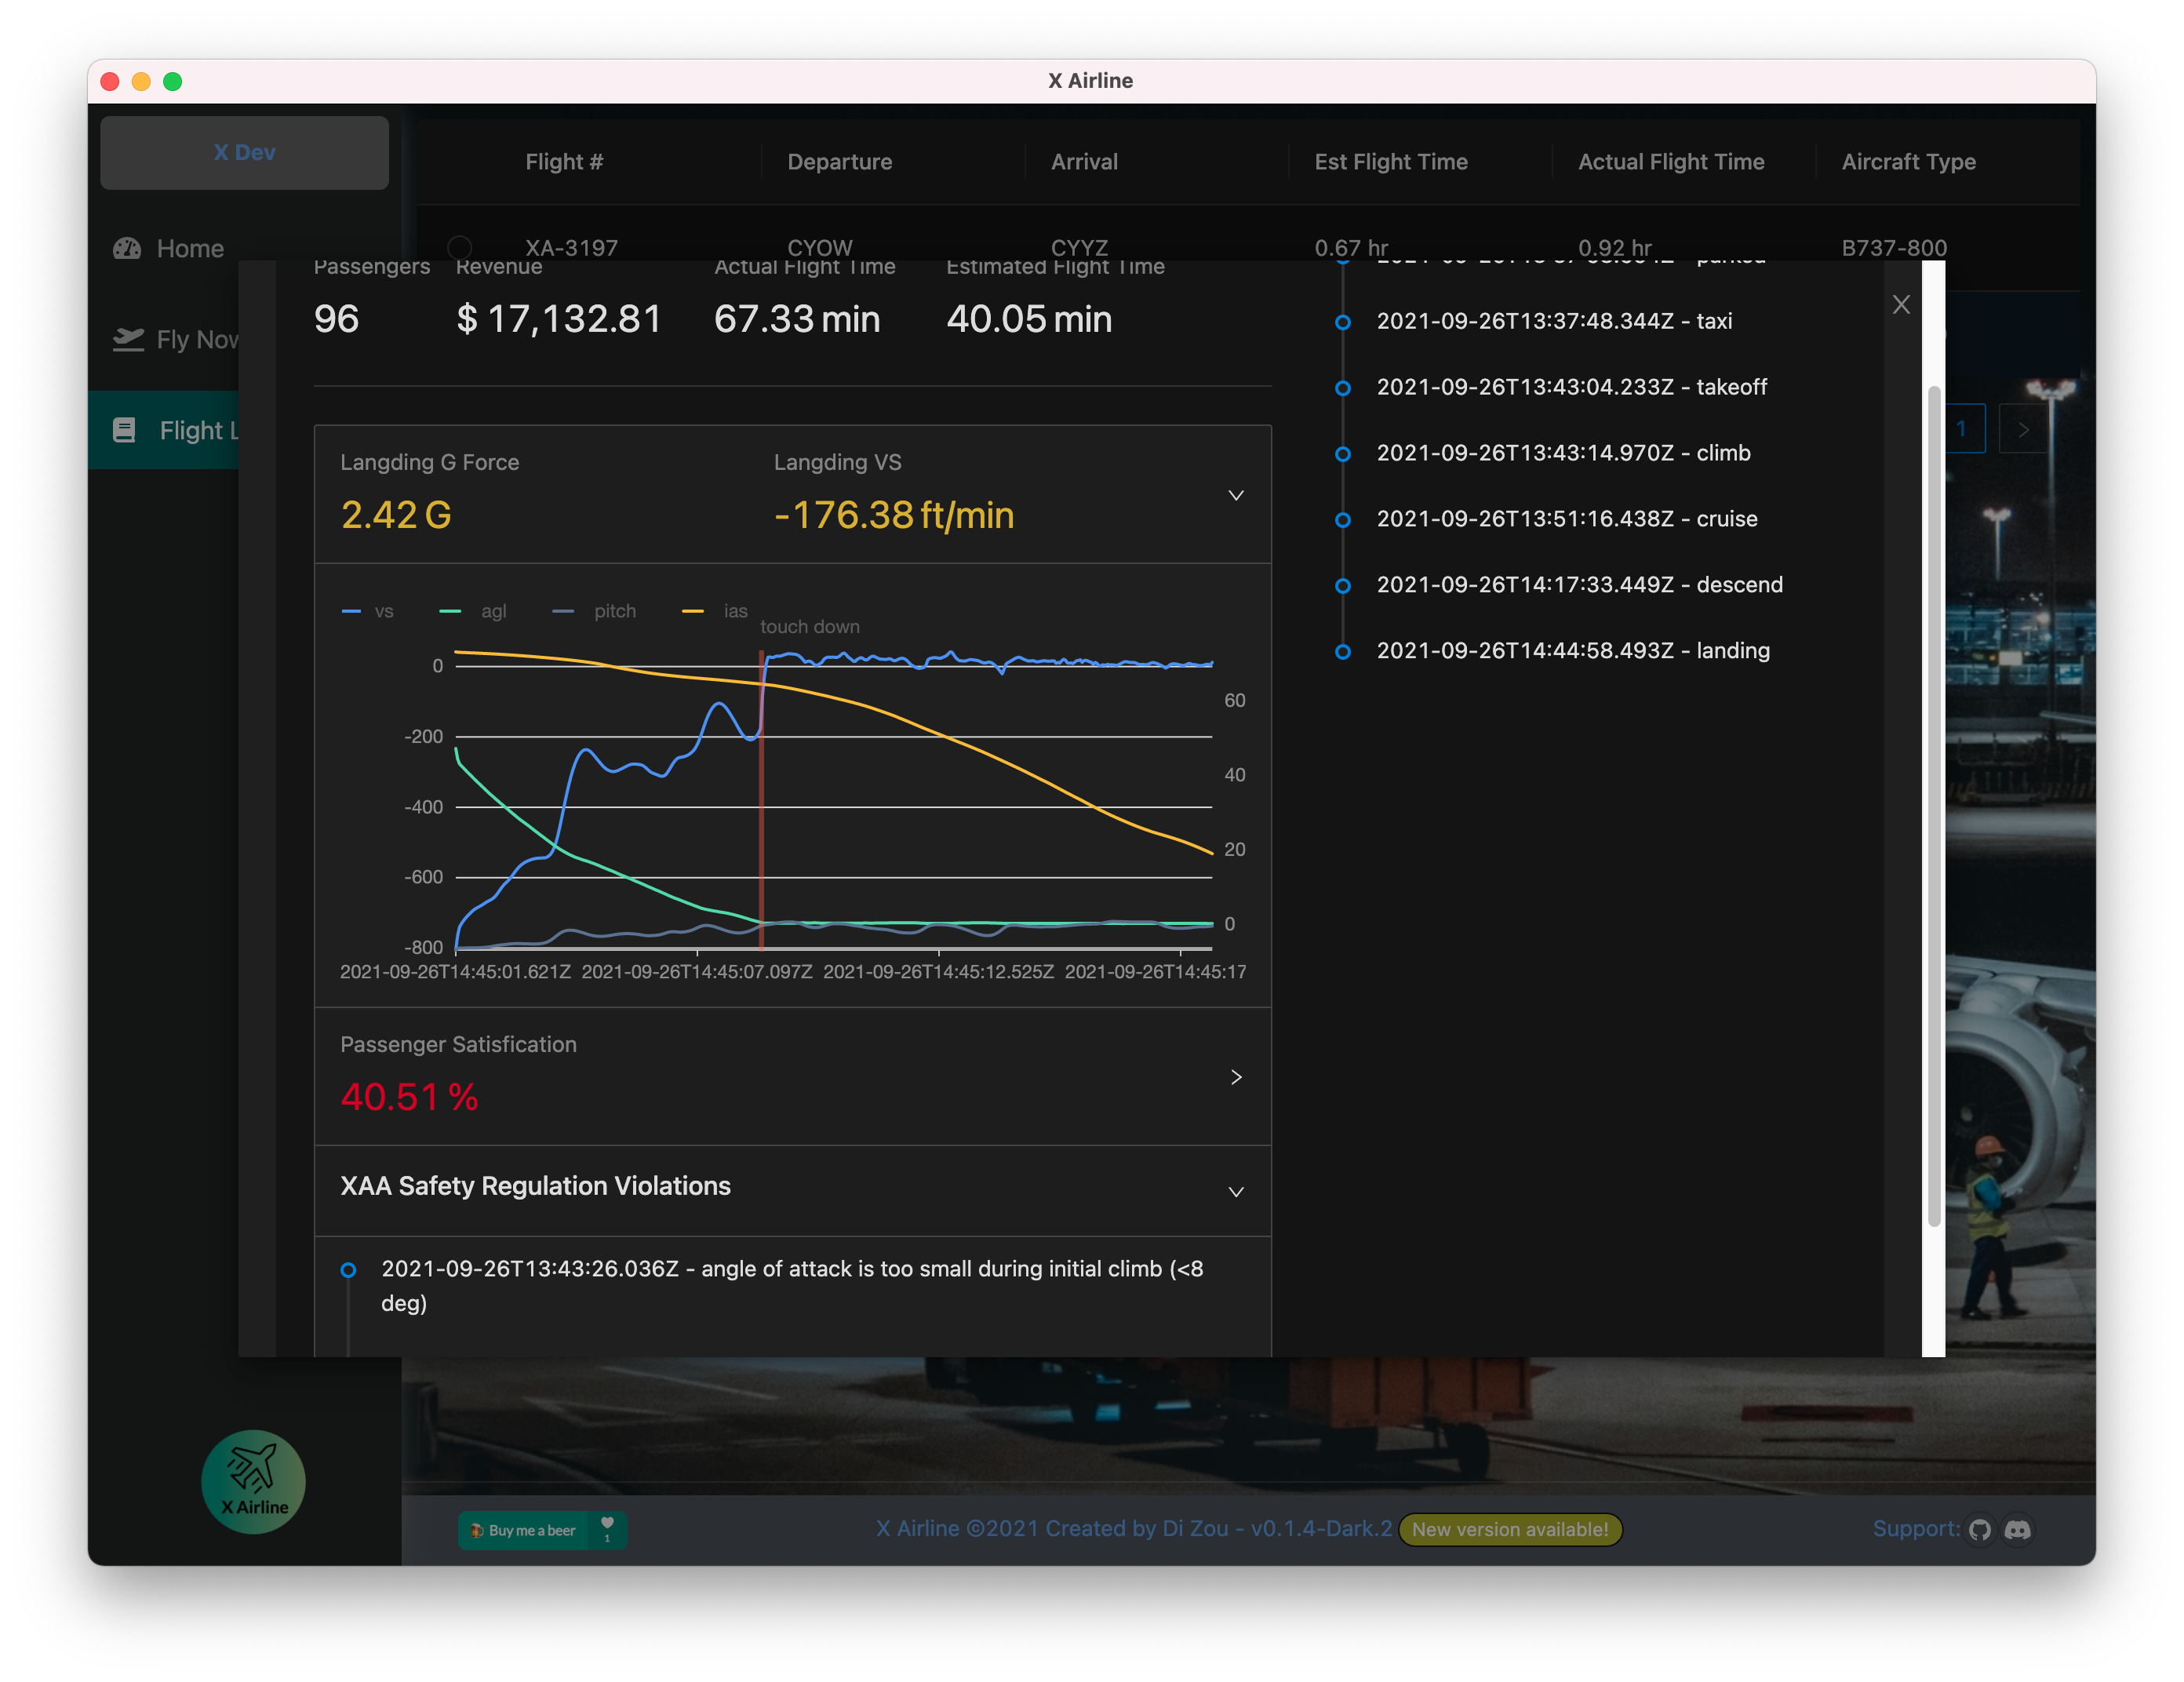 X Airline
X Dev
Flight #
Departure
Arrival
Est Flight Time
Actual Flight Time
Aircraft Type
XA-3197
CYOW
CYYZ
0.67 hr
0.92 hr
B737-800
Home
Fly Now
Flight L
1
Passengers
Revenue
Actual Flight Time
Estimated Flight Time
96
$ 17,132.81
67.33 min
40.05 min
X
Langding G Force
Langding VS
2.42 G
-176.38 ft/min
vs
agl
pitch
ias
touch down
0
-200
-400
-600
-800
60
40
20
0
2021-09-26T14:45:01.621Z
2021-09-26T14:45:07.097Z
2021-09-26T14:45:12.525Z
2021-09-26T14:45:17
Passenger Satisfication
40.51 %
XAA Safety Regulation Violations
2021-09-26T13:43:26.036Z - angle of attack is too small during initial climb (<8
deg)
2021-09-26T13:37:48.344Z - taxi
2021-09-26T13:43:04.233Z - takeoff
2021-09-26T13:43:14.970Z - climb
2021-09-26T13:51:16.438Z - cruise
2021-09-26T14:17:33.449Z - descend
2021-09-26T14:44:58.493Z - landing
X Airline
Buy me a beer
1
X Airline ©2021 Created by Di Zou - v0.1.4-Dark.2
New version available!
Support: